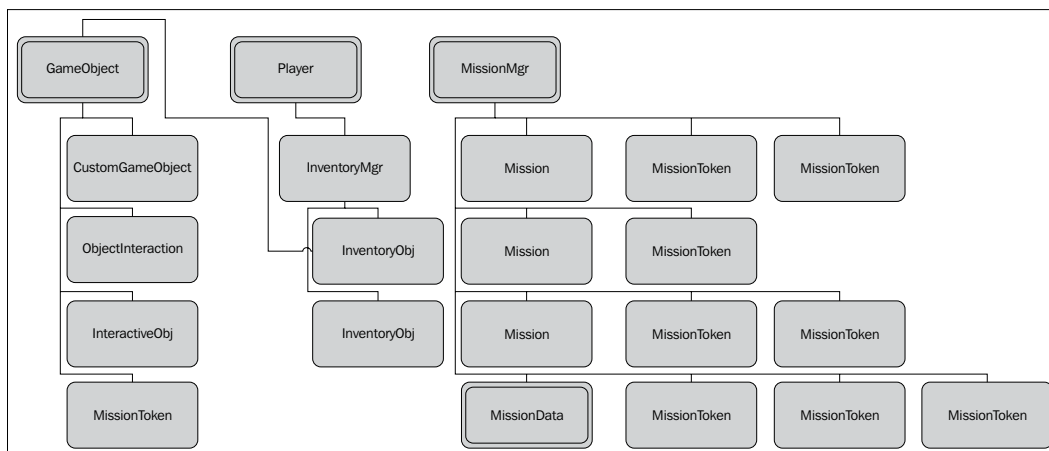 GameObject
Player
MissionMgr
CustomGameObject
InventoryMgr
Mission
MissionToken
MissionToken
ObjectInteraction
InventoryObj
Mission
MissionToken
InteractiveObj
InventoryObj
Mission
MissionToken
MissionToken
MissionToken
MissionData
MissionToken
MissionToken
MissionToken